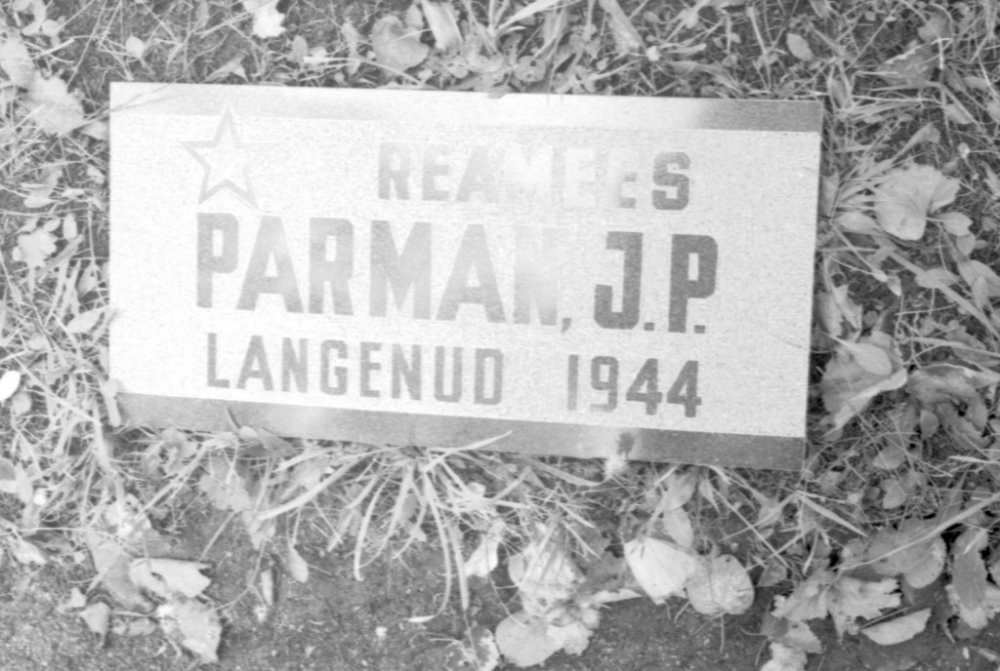 REAMEES
PARMAN, J.P.
LANGENUD 1944